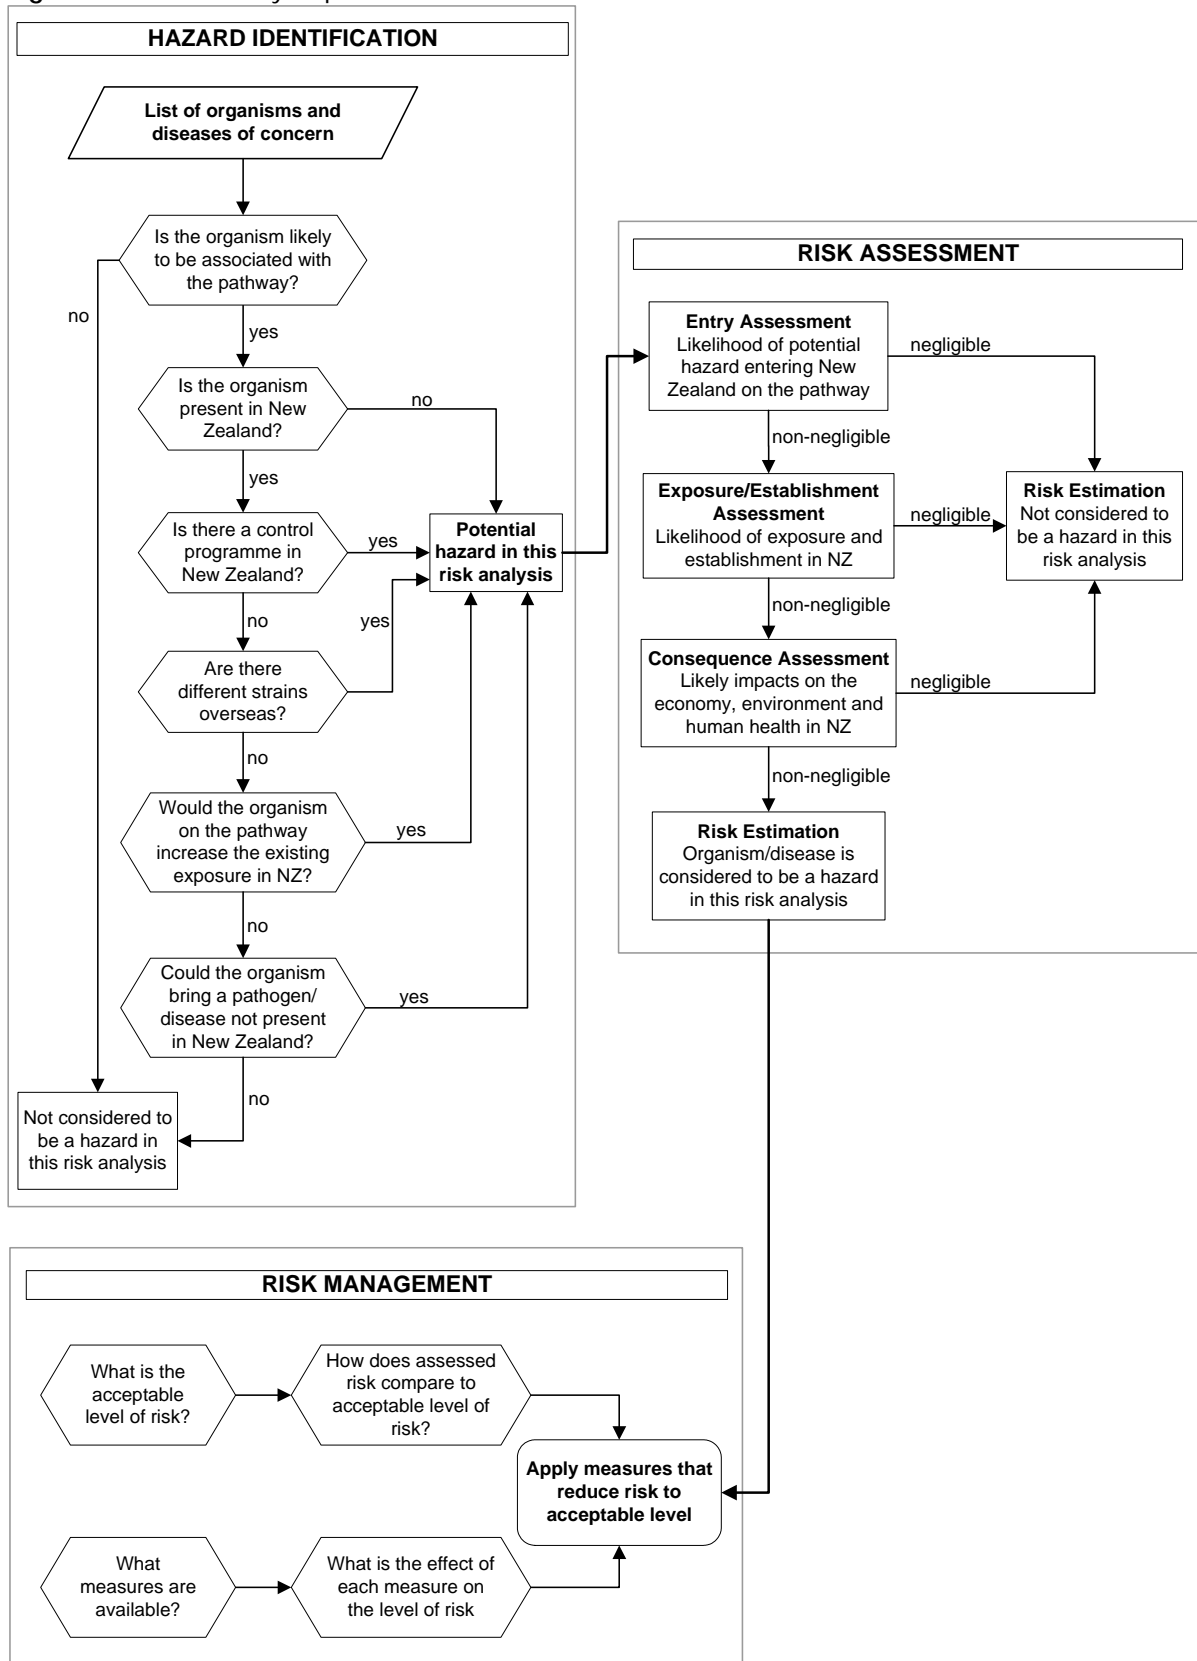 HAZARD IDENTIFICATION
List of organisms and
diseases of concern
Is the organism likely
to be associated with
the pathway?
no
yes
Is the organism
present in New
Zealand?
no
yes
Is there a control
programme in
New Zealand?
yes
no
Potential
hazard in this
risk analysis
Are there
different strains
overseas?
yes
no
Would the organism
on the pathway
increase the existing
exposure in NZ?
yes
no
Could the organism
bring a pathogen/
disease not present
in New Zealand?
yes
no
Not considered to
be a hazard in
this risk analysis
RISK ASSESSMENT
Entry Assessment
Likelihood of potential
hazard entering New
Zealand on the pathway
negligible
non-negligible
Exposure/Establishment
Assessment
Likelihood of exposure and
establishment in NZ
negligible
non-negligible
Risk Estimation
Not considered to
be a hazard in this
risk analysis
Consequence Assessment
Likely impacts on the
economy, environment and
human health in NZ
negligible
non-negligible
Risk Estimation
Organism/disease is
considered to be a hazard
in this risk analysis
RISK MANAGEMENT
What is the
acceptable
level of risk?
How does assessed
risk compare to
acceptable level of
risk?
Apply measures that
reduce risk to
acceptable level
What
measures are
available?
What is the effect of
each measure on
the level of risk